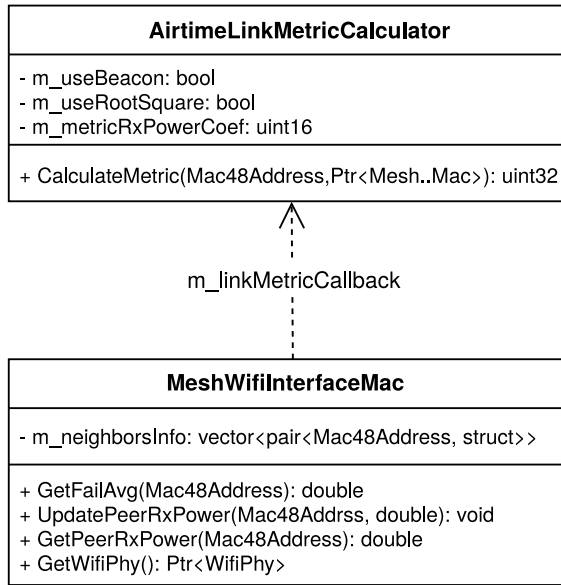 AirtimeLinkMetricCalculator
- m_useBeacon: bool
- m_useRootSquare: bool
- m_metricRxPowerCoef: uint16
+ CalculateMetric(Mac48Address,Ptr<Mesh..Mac>): uint32
m_linkMetricCallback
MeshWifiInterfaceMac
- m_neighborsInfo: vector<pair<Mac48Address, struct>>
+ GetFailAvg(Mac48Address): double
+ UpdatePeerRxPower(Mac48Addrss, double): void
+ GetPeerRxPower(Mac48Address): double
+ GetWifiPhy(): Ptr<WifiPhy>